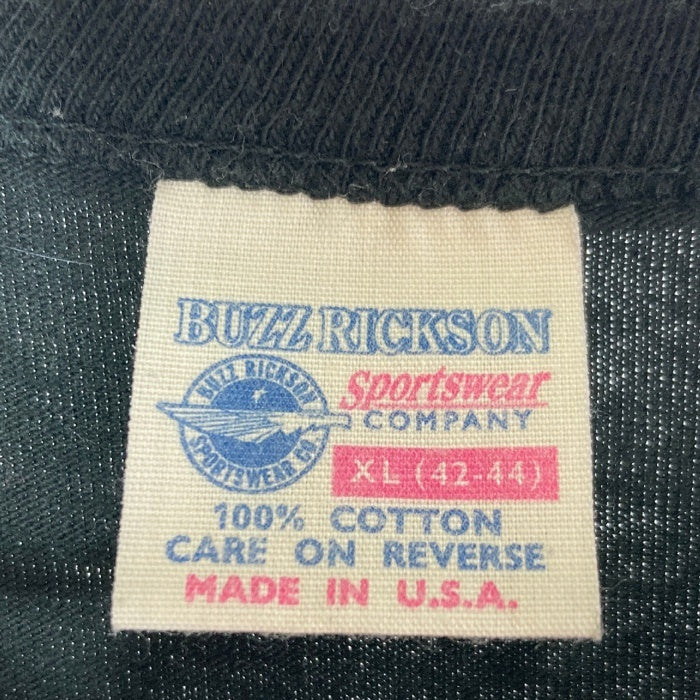 BUZZ RICKSON
BUZZ RICKSON
SPORTSWEAR CO.
Sportswear
COMPANY
XL (42-44)
100% COTTON
CARE ON REVERSE
MADE IN U.S.A.